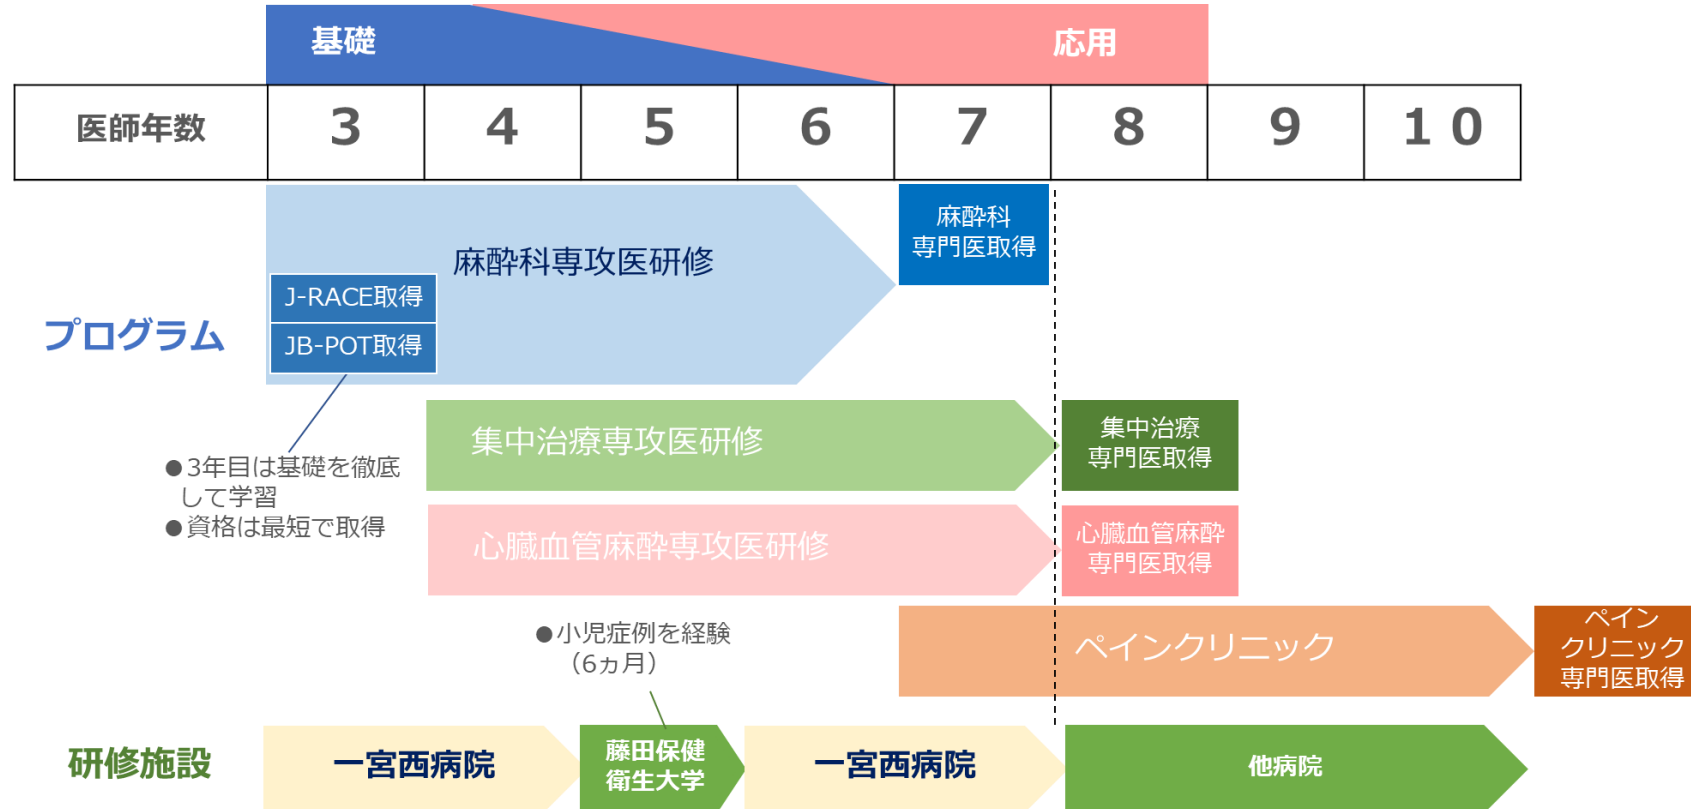 基礎
応用
医師年数
3
4
5
6
7
8
9
１０
麻酔科専攻医研修
麻酔科
専門医取得
J-RACE取得
JB-POT取得
プログラム
●3年目は基礎を徹底
して学習
●資格は最短で取得
集中治療専攻医研修
集中治療
専門医取得
心臓血管麻酔専攻医研修
心臓血管麻酔
専門医取得
●小児症例を経験
（6ヵ月）
ペインクリニック
ペイン
クリニック
専門医取得
研修施設
一宮西病院
藤田保健
衛生大学
一宮西病院
他病院